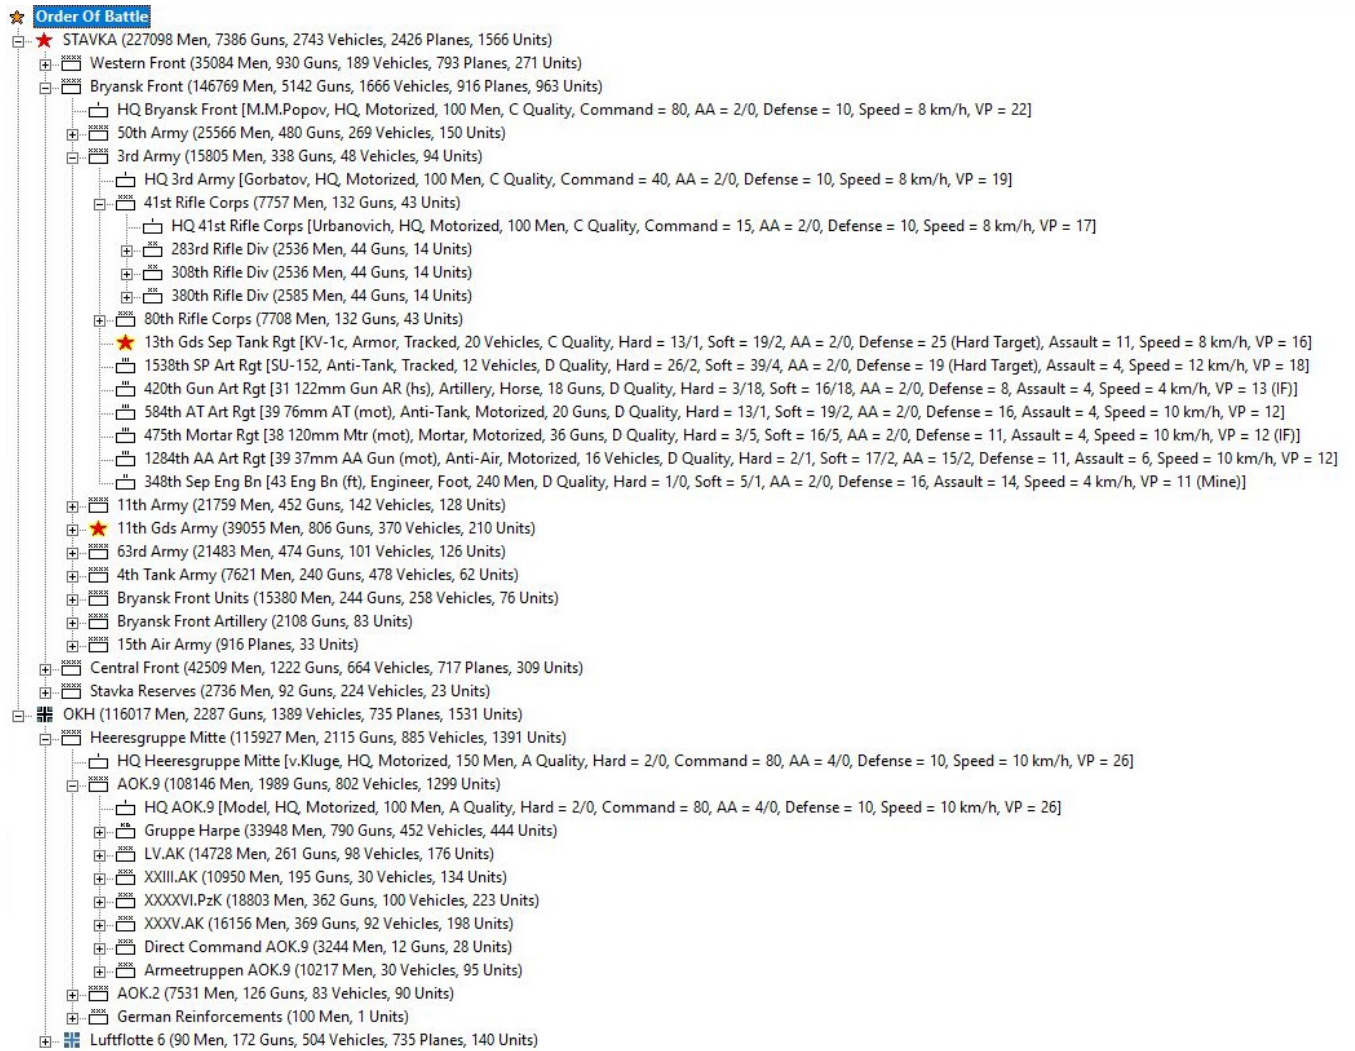 Order Of Battle
STAVKA (227098 Men, 7386 Guns, 2743 Vehicles, 2426 Planes, 1566 Units)
Western Front (35084 Men, 930 Guns, 189 Vehicles, 793 Planes, 271 Units)
Bryansk Front (146769 Men, 5142 Guns, 1666 Vehicles, 916 Planes, 963 Units)
HQ Bryansk Front [M.M.Popov, HQ, Motorized, 100 Men, C Quality, Command = 80, AA = 2/0, Defense = 10, Speed = 8 km/h, VP = 22]
50th Army (25566 Men, 480 Guns, 269 Vehicles, 150 Units)
3rd Army (15805 Men, 338 Guns, 48 Vehicles, 94 Units)
HQ 3rd Army [Gorbatov, HQ, Motorized, 100 Men, C Quality, Command = 40, AA = 2/0, Defense = 10, Speed = 8 km/h, VP = 19]
41st Rifle Corps (7757 Men, 132 Guns, 43 Units)
HQ 41st Rifle Corps [Urbanovich, HQ, Motorized, 100 Men, C Quality, Command = 15, AA = 2/0, Defense = 10, Speed = 8 km/h, VP = 17]
283rd Rifle Div (2536 Men, 44 Guns, 14 Units)
308th Rifle Div (2536 Men, 44 Guns, 14 Units)
380th Rifle Div (2585 Men, 44 Guns, 14 Units)
80th Rifle Corps (7708 Men, 132 Guns, 43 Units)
13th Gds Sep Tank Rgt [KV-1c, Armor, Tracked, 20 Vehicles, C Quality, Hard = 13/1, Soft = 19/2, AA = 2/0, Defense = 25 (Hard Target), Assault = 11, Speed = 8 km/h, VP = 16]
1538th SP Art Rgt [SU-152, Anti-Tank, Tracked, 12 Vehicles, D Quality, Hard = 26/2, Soft = 39/4, AA = 2/0, Defense = 19 (Hard Target), Assault = 4, Speed = 12 km/h, VP = 18]
420th Gun Art Rgt [31 122mm Gun AR (hs), Artillery, Horse, 18 Guns, D Quality, Hard = 3/18, Soft = 16/18, AA = 2/0, Defense = 8, Assault = 4, Speed = 4 km/h, VP = 13 (IF)]
584th AT Art Rgt [39 76mm AT (mot), Anti-Tank, Motorized, 20 Guns, D Quality, Hard = 13/1, Soft = 19/2, AA = 2/0, Defense = 16, Assault = 4, Speed = 10 km/h, VP = 12]
475th Mortar Rgt [38 120mm Mtr (mot), Mortar, Motorized, 36 Guns, D Quality, Hard = 3/5, Soft = 16/5, AA = 2/0, Defense = 11, Assault = 4, Speed = 10 km/h, VP = 12 (IF)]
1284th AA Art Rgt [39 37mm AA Gun (mot), Anti-Air, Motorized, 16 Vehicles, D Quality, Hard = 2/1, Soft = 17/2, AA = 15/2, Defense = 11, Assault = 6, Speed = 10 km/h, VP = 12]
348th Sep Eng Bn [43 Eng Bn (ft), Engineer, Foot, 240 Men, D Quality, Hard = 1/0, Soft = 5/1, AA = 2/0, Defense = 16, Assault = 14, Speed = 4 km/h, VP = 11 (Mine)]
11th Army (21759 Men, 452 Guns, 142 Vehicles, 128 Units)
11th Gds Army (39055 Men, 806 Guns, 370 Vehicles, 210 Units)
63rd Army (21483 Men, 474 Guns, 101 Vehicles, 126 Units)
4th Tank Army (7621 Men, 240 Guns, 478 Vehicles, 62 Units)
Bryansk Front Units (15380 Men, 244 Guns, 258 Vehicles, 76 Units)
Bryansk Front Artillery (2108 Guns, 83 Units)
15th Air Army (916 Planes, 33 Units)
Central Front (42509 Men, 1222 Guns, 664 Vehicles, 717 Planes, 309 Units)
Stavka Reserves (2736 Men, 92 Guns, 224 Vehicles, 23 Units)
OKH (116017 Men, 2287 Guns, 1389 Vehicles, 735 Planes, 1531 Units)
Heeresgruppe Mitte (115927 Men, 2115 Guns, 885 Vehicles, 1391 Units)
HQ Heeresgruppe Mitte [v.Kluge, HQ, Motorized, 150 Men, A Quality, Hard = 2/0, Command = 80, AA = 4/0, Defense = 10, Speed = 10 km/h, VP = 26]
AOK.9 (108146 Men, 1989 Guns, 802 Vehicles, 1299 Units)
HQ AOK.9 [Model, HQ, Motorized, 100 Men, A Quality, Hard = 2/0, Command = 80, AA = 4/0, Defense = 10, Speed = 10 km/h, VP = 26]
Gruppe Harpe (33948 Men, 790 Guns, 452 Vehicles, 444 Units)
LV.AK (14728 Men, 261 Guns, 98 Vehicles, 176 Units)
XXIII.AK (10950 Men, 195 Guns, 30 Vehicles, 134 Units)
XXXXVI.PzK (18803 Men, 362 Guns, 100 Vehicles, 223 Units)
XXXV.AK (16156 Men, 369 Guns, 92 Vehicles, 198 Units)
Direct Command AOK.9 (3244 Men, 12 Guns, 28 Units)
Armeetruppen AOK.9 (10217 Men, 30 Vehicles, 95 Units)
AOK.2 (7531 Men, 126 Guns, 83 Vehicles, 90 Units)
German Reinforcements (100 Men, 1 Units)
Luftflotte 6 (90 Men, 172 Guns, 504 Vehicles, 735 Planes, 140 Units)